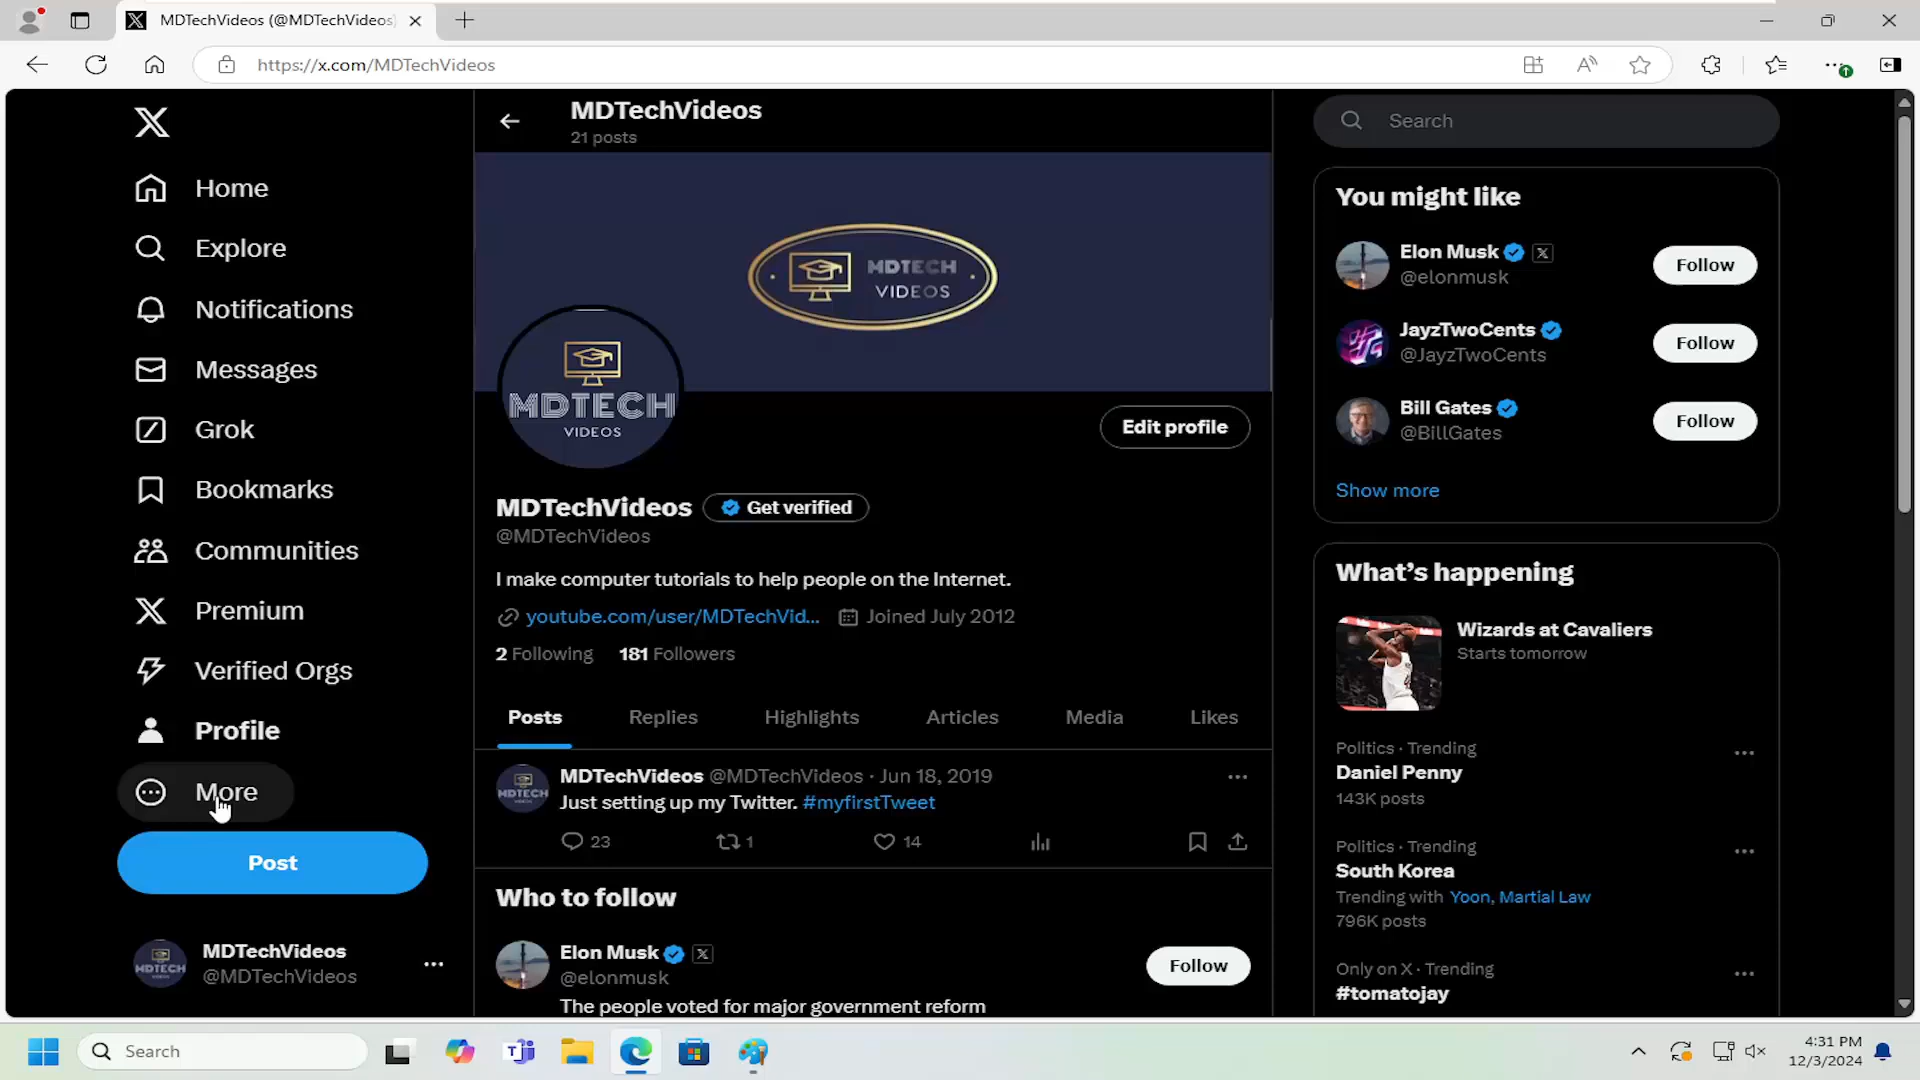 MDTechVideos (@MDTechVideos)
https://x.com/MDTechVideos
Home
Explore
Notifications
Messages
Grok
Bookmarks
Communities
Premium
Verified Orgs
Profile
More
Post
MDTechVideos
@MDTechVideos
MDTechVideos
21 posts
MDTECH
VIDEOS
MDTECH
VIDEOS
Edit profile
MDTechVideos Get verified
@MDTechVideos
I make computer tutorials to help people on the Internet.
youtube.com/user/MDTechVid... Joined July 2012
2 Following 181 Followers
Posts Replies Highlights Articles Media Likes
MDTECH
VIDEOS
MDTechVideos @MDTechVideos · Jun 18, 2019
Just setting up my Twitter. #myfirstTweet
23 1 14
Who to follow
Elon Musk
@elonmusk
Follow
The people voted for major government reform
Search
You might like
Elon Musk
@elonmusk
Follow
JayzTwoCents
@JayzTwoCents
Follow
Bill Gates
@BillGates
Follow
Show more
What's happening
Wizards at Cavaliers
Starts tomorrow
Politics · Trending
Daniel Penny
143K posts
Politics · Trending
South Korea
Trending with Yoon, Martial Law
796K posts
Only on X · Trending
#tomatojay
MDTECH
Search
4:31 PM
12/3/2024